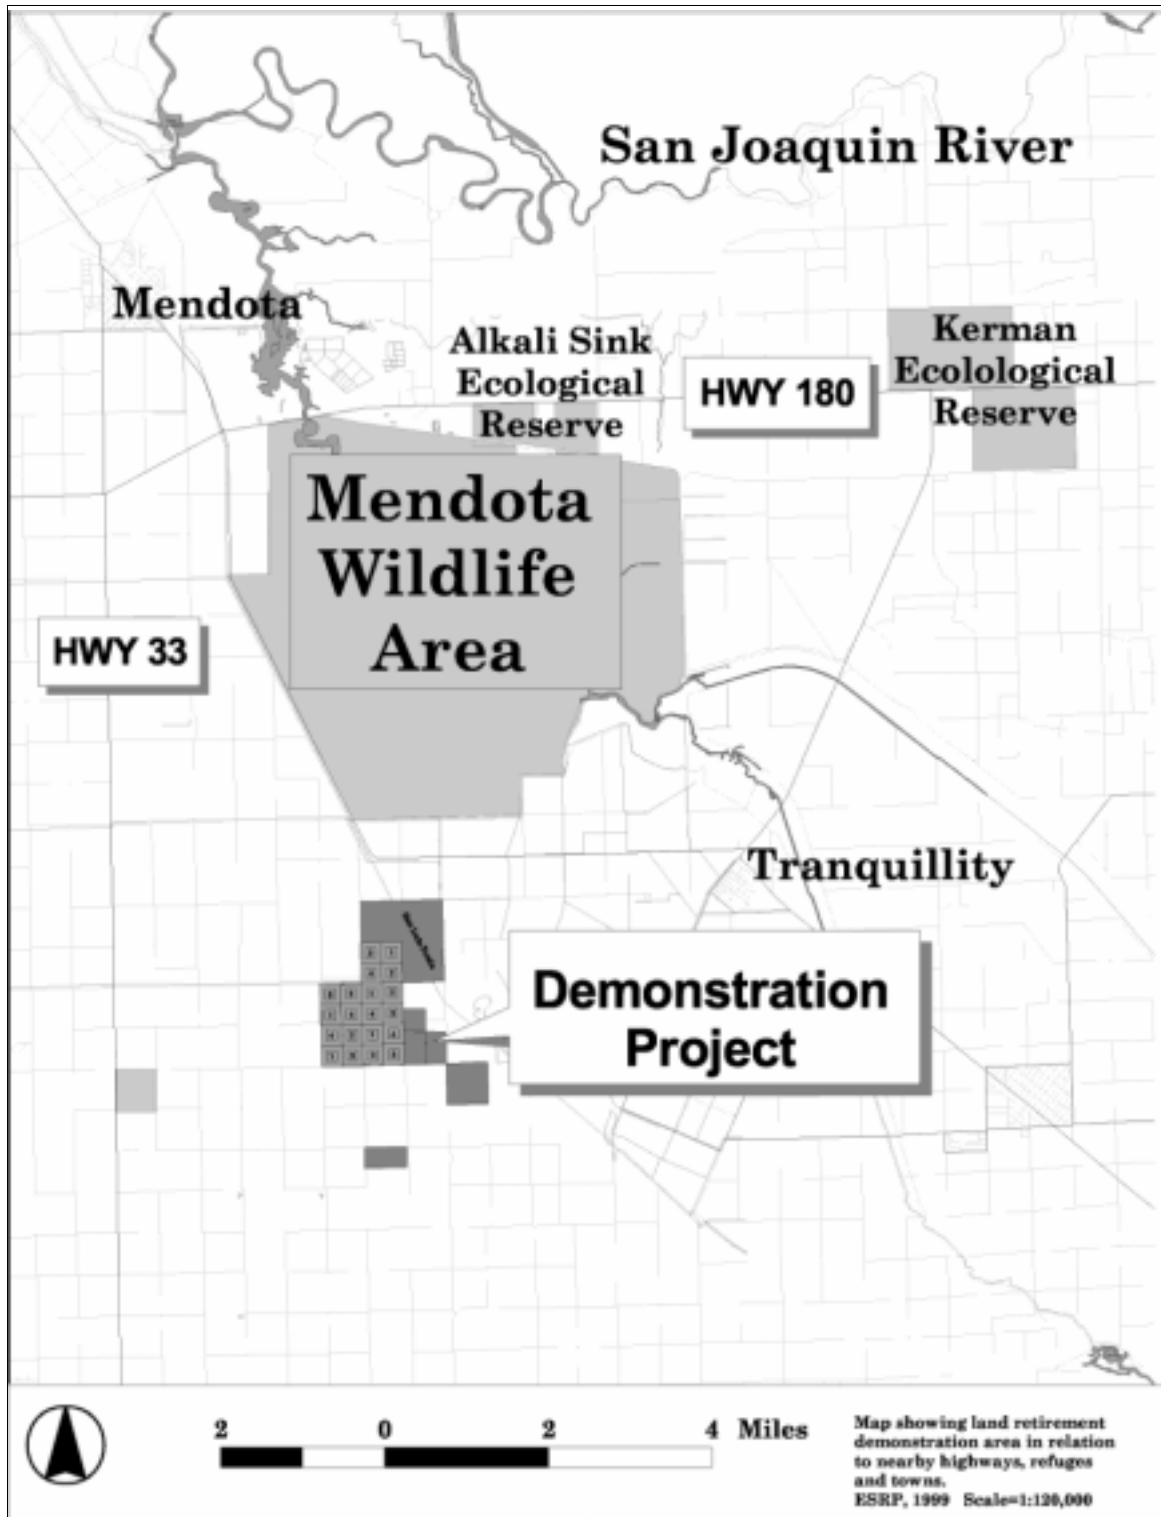 San Joaquin River
Mendota
Alkali Sink
Ecological
Reserve
HWY 180
Kerman
Ecolological
Reserve
Mendota
Wildlife
Area
HWY 33
Tranquillity
Demonstration
Project
2 0 2 4 Miles
Map showing land retirement
demonstration area in relation
to nearby highways, refuges
and towns.
ESRP, 1999 Scale=1:120,000